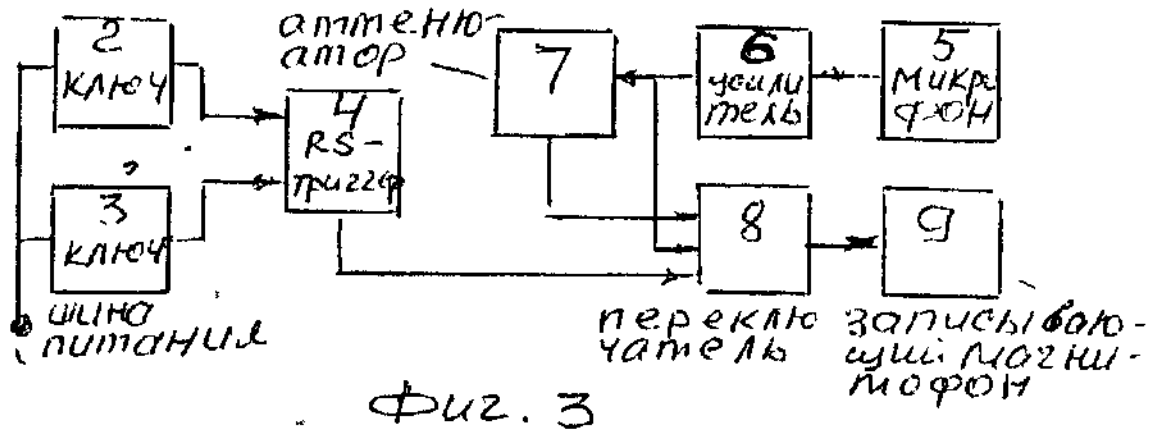 2
ключ
3
ключ
шина
питания
4
RS-
триггер
аттеню-
атор
7
6
усили
тель
5
микро
фон
8
переклю
чатель
9
записываю-
щий магни-
тофон
Фиг. 3